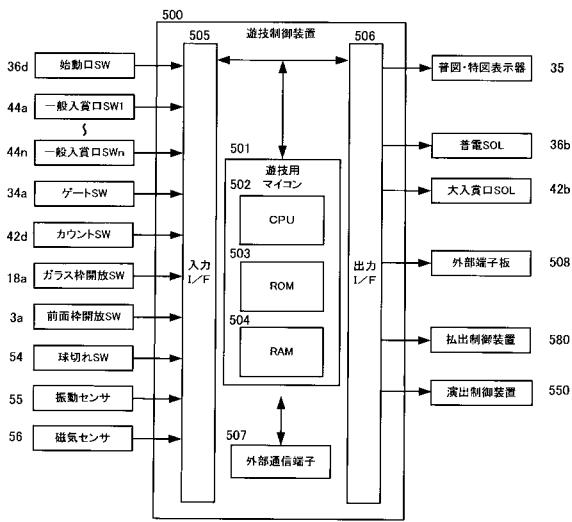 500
505
遊技制御装置
506
36d
始動口SW
44a
一般入賞口SW1
〜
44n
一般入賞口SWn
34a
ゲートSW
42d
カウントSW
18a
ガラス枠開放SW
3a
前面枠開放SW
54
球切れSW
55
振動センサ
56
磁気センサ
入力
I/F
501
遊技用
マイコン
502
CPU
503
ROM
504
RAM
507
外部通信端子
出力
I/F
普図・特図表示器
35
普電SOL
36b
大入賞口SOL
42b
外部端子板
508
払出制御装置
580
演出制御装置
550